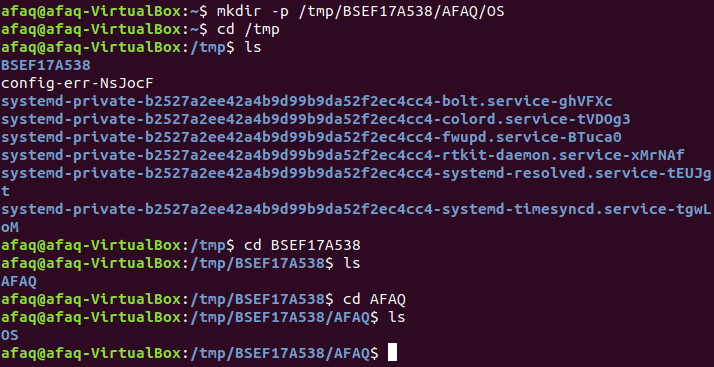 afaq@afaq-VirtualBox:~$ mkdir -p /tmp/BSEF17A538/AFAQ/OS
afaq@afaq-VirtualBox:~$ cd /tmp
afaq@afaq-VirtualBox:/tmp$ ls
BSEF17A538
config-err-NsJocF
systemd-private-b2527a2ee42a4b9d99b9da52f2ec4cc4-bolt.service-ghVFXc
systemd-private-b2527a2ee42a4b9d99b9da52f2ec4cc4-colord.service-tVDOg3
systemd-private-b2527a2ee42a4b9d99b9da52f2ec4cc4-fwupd.service-BTuca0
systemd-private-b2527a2ee42a4b9d99b9da52f2ec4cc4-rtkit-daemon.service-xMrNAf
systemd-private-b2527a2ee42a4b9d99b9da52f2ec4cc4-systemd-resolved.service-tEUJg
t
systemd-private-b2527a2ee42a4b9d99b9da52f2ec4cc4-systemd-timesyncd.service-tgwL
oM
afaq@afaq-VirtualBox:/tmp$ cd BSEF17A538
afaq@afaq-VirtualBox:/tmp/BSEF17A538$ ls
AFAQ
afaq@afaq-VirtualBox:/tmp/BSEF17A538$ cd AFAQ
afaq@afaq-VirtualBox:/tmp/BSEF17A538/AFAQ$ ls
OS
afaq@afaq-VirtualBox:/tmp/BSEF17A538/AFAQ$